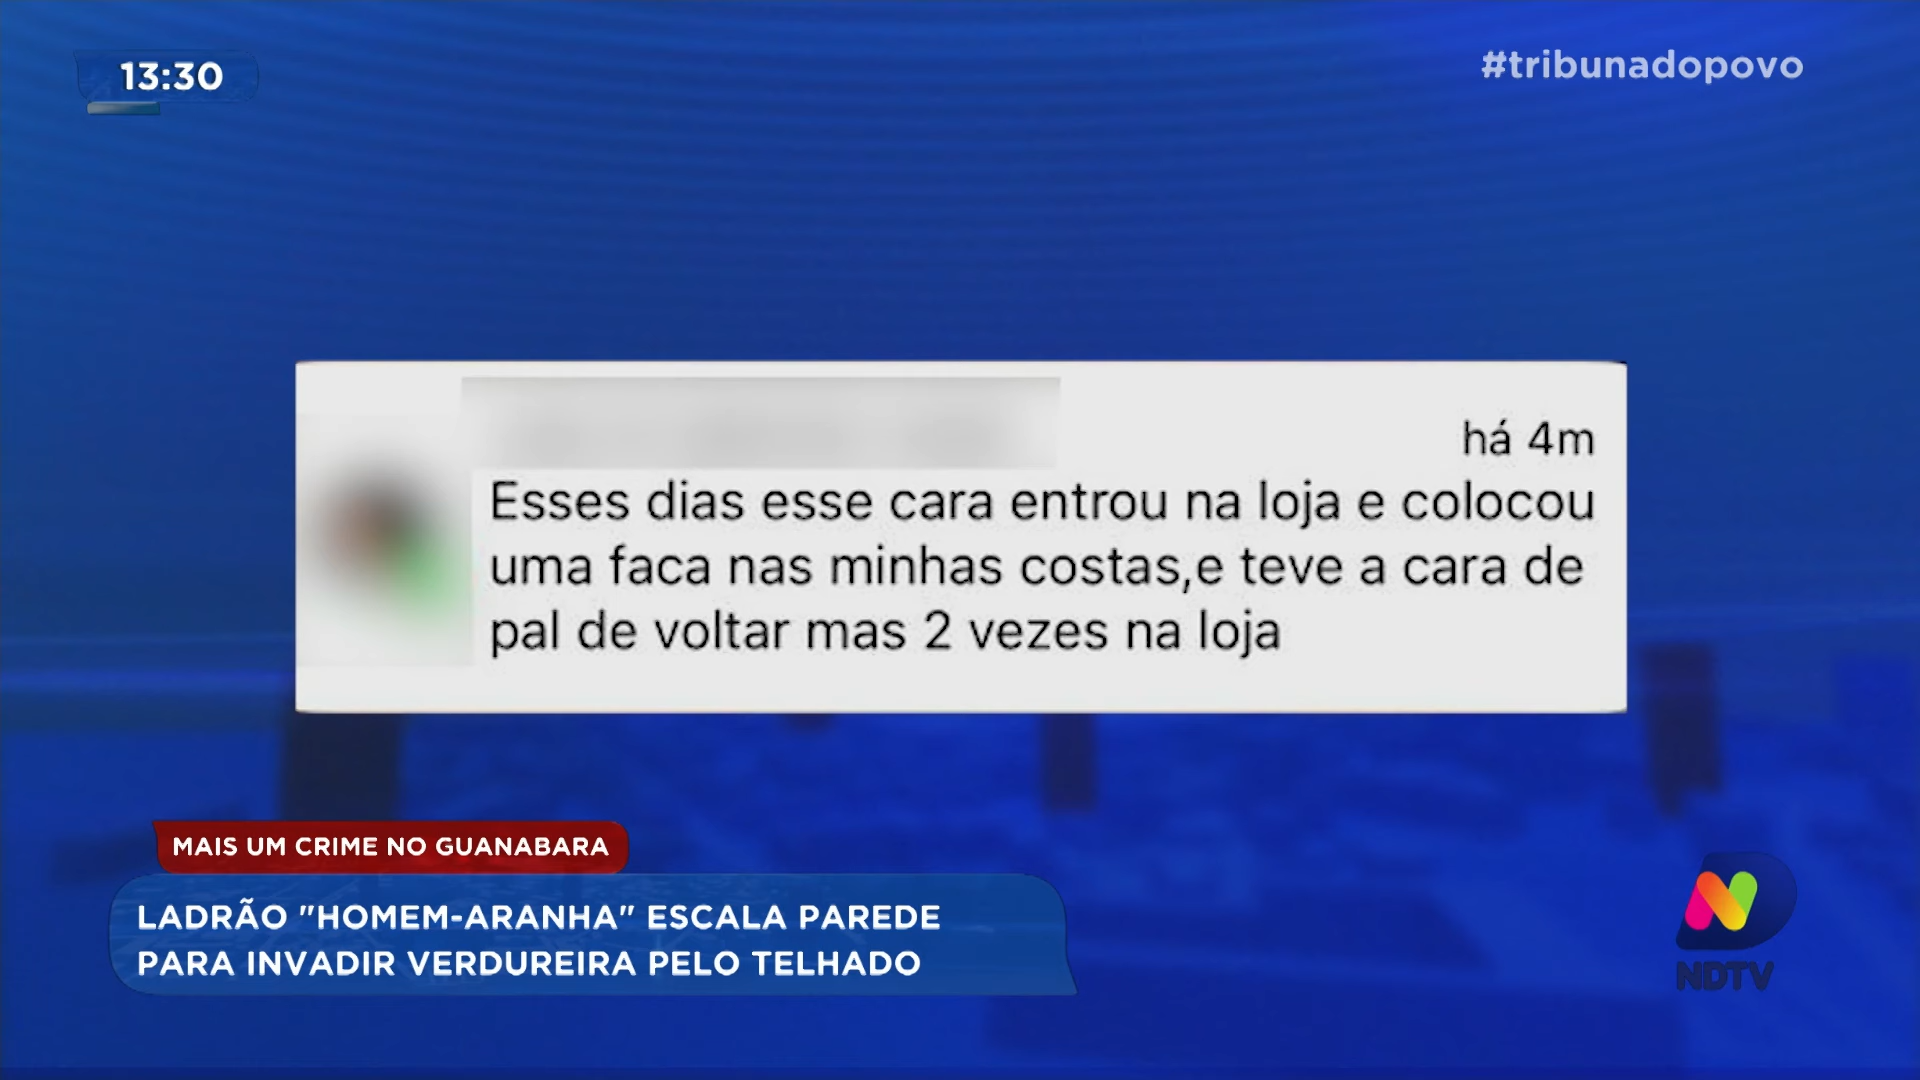 13:30
#tribunadopovo
há 4m
Esses dias esse cara entrou na loja e colocou
uma faca nas minhas costas,e teve a cara de
pal de voltar mas 2 vezes na loja
MAIS UM CRIME NO GUANABARA
LADRÃO "HOMEM-ARANHA" ESCALA PAREDE
PARA INVADIR VERDUREIRA PELO TELHADO
NDTV